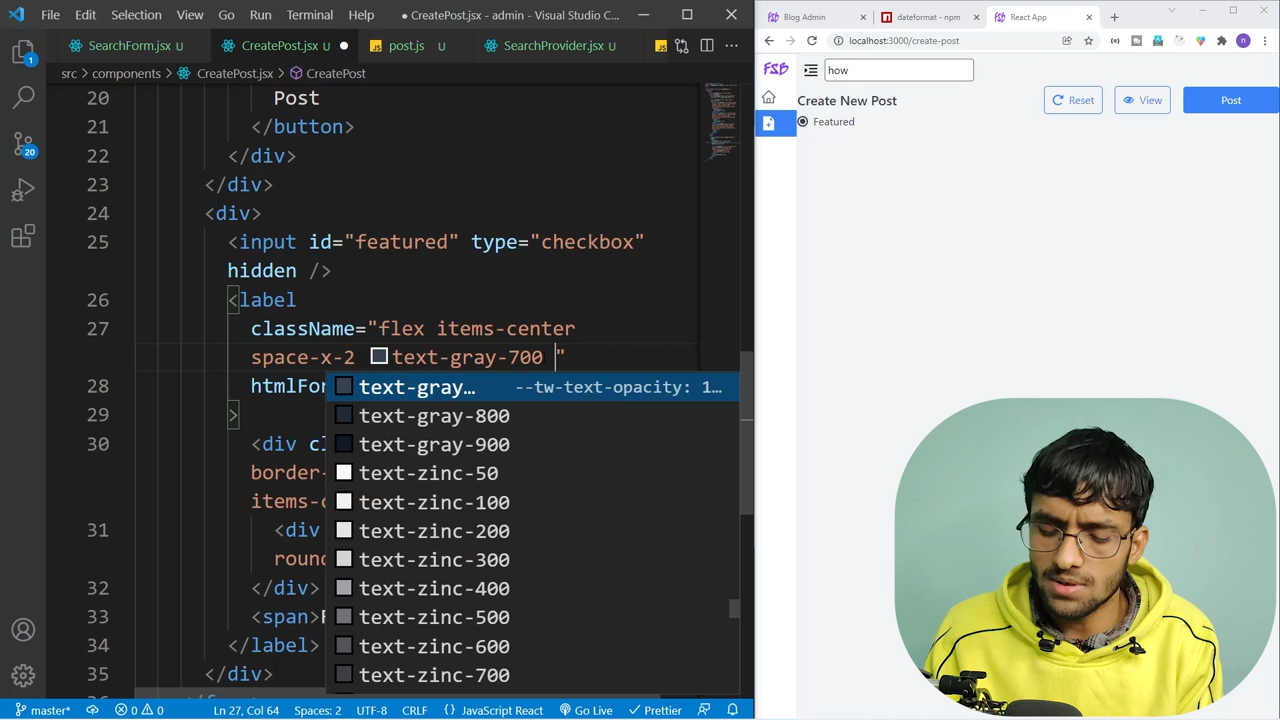 File Edit Selection View Go Run Terminal Help
● CreatePost.jsx - admin - Visual Studio C...
SearchForm.jsx U
CreatePost.jsx U ●
JS post.js U
SearchProvider.jsx U
JS
src > components > CreatePost.jsx > CreatePost
20 Post
21 </button>
22 </div>
23 </div>
24 <div>
25 <input id="featured" type="checkbox"
hidden />
26 <label
27 className="flex items-center
space-x-2 text-gray-700 "
28 htmlFor
29 >
30 <div cl
border-
items-c
31 <div
round
32 </div>
33 <span>F
34 </label>
35 </div>
text-gray… --tw-text-opacity: 1…
text-gray-800
text-gray-900
text-zinc-50
text-zinc-100
text-zinc-200
text-zinc-300
text-zinc-400
text-zinc-500
text-zinc-600
text-zinc-700
1
20
master* 0 0 Ln 27, Col 64 Spaces: 2 UTF-8 CRLF JavaScript React Go Live Prettier
Blog Admin
dateformat - npm
React App
localhost:3000/create-post
n
FSB
how
Create New Post
Reset
View
Post
Featured